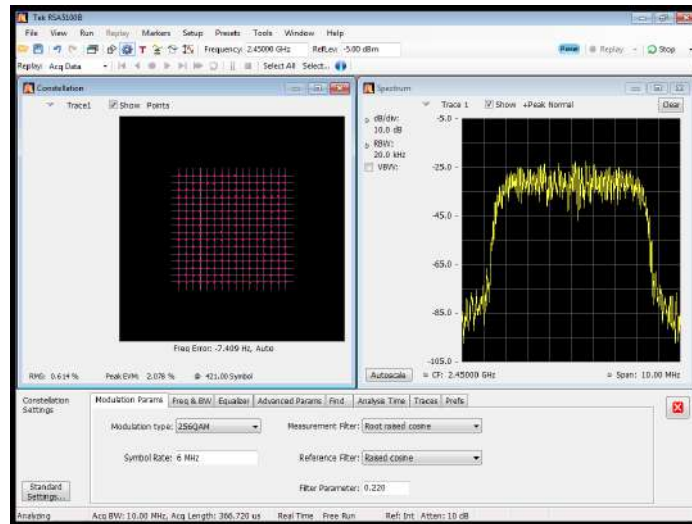 Tek RSA5100B
File View Run Replay Markers Setup Presets Tools Window Help
Frequency: 2.45000 GHz RefLev: -5.00 dBm Replay Stop
Replay: Acq Data Select All Select...
Constellation
Trace1 Show Points
Freq Error: -7.409 Hz, Auto
RMS: 0.614 % Peak EVM: 2.078 % @ 421.00 Symbol
Spectrum
Trace 1 Show +Peak Normal Clear
dB/div: 10.0 dB
RBW: 20.0 kHz
VBW:
-5.0
-25.0
-45.0
-65.0
-85.0
-105.0
Autoscale CF: 2.45000 GHz Span: 10.00 MHz
Constellation Settings
Modulation Params Freq & BW Equalizer Advanced Params Find Analysis Time Traces Prefs
Modulation type: 256QAM Measurement Filter: Root raised cosine
Symbol Rate: 6 MHz Reference Filter: Raised cosine
Filter Parameter: 0.220
Standard Settings...
Analyzing Acq BW: 10.00 MHz, Acq Length: 366.720 us Real Time Free Run Ref: Int Atten: 10 dB